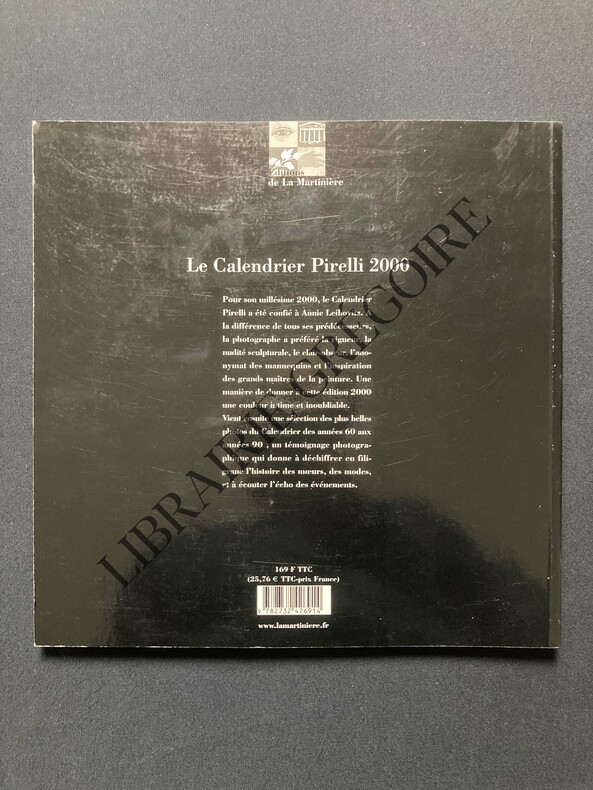 Éditions
de La Martinière
Le Calendrier Pirelli 2000
Pour son millésime 2000, le Calendrier
Pirelli a été confié à Annie Leibovitz. À
la différence de tous ses prédécesseurs,
la photographe a préféré la rigueur, la
nudité sculpturale, le clair-obscur, l'ano-
nymat des mannequins et l'inspiration
des grands maîtres de la peinture. Une
manière de donner à cette édition 2000
une couleur intime et inoubliable.
Vient ensuite une sélection des plus belles
photos du Calendrier des années 60 aux
années 90 ; un témoignage photogra-
phique qui donne à déchiffrer en fili-
grane l'histoire des mœurs, des modes,
et à écouter l'écho des événements.
169 F TTC
(25,76 € TTC-prix France)
9 782732 426914
www.lamartiniere.fr
LIBRAIRIE GRÉGOIRE